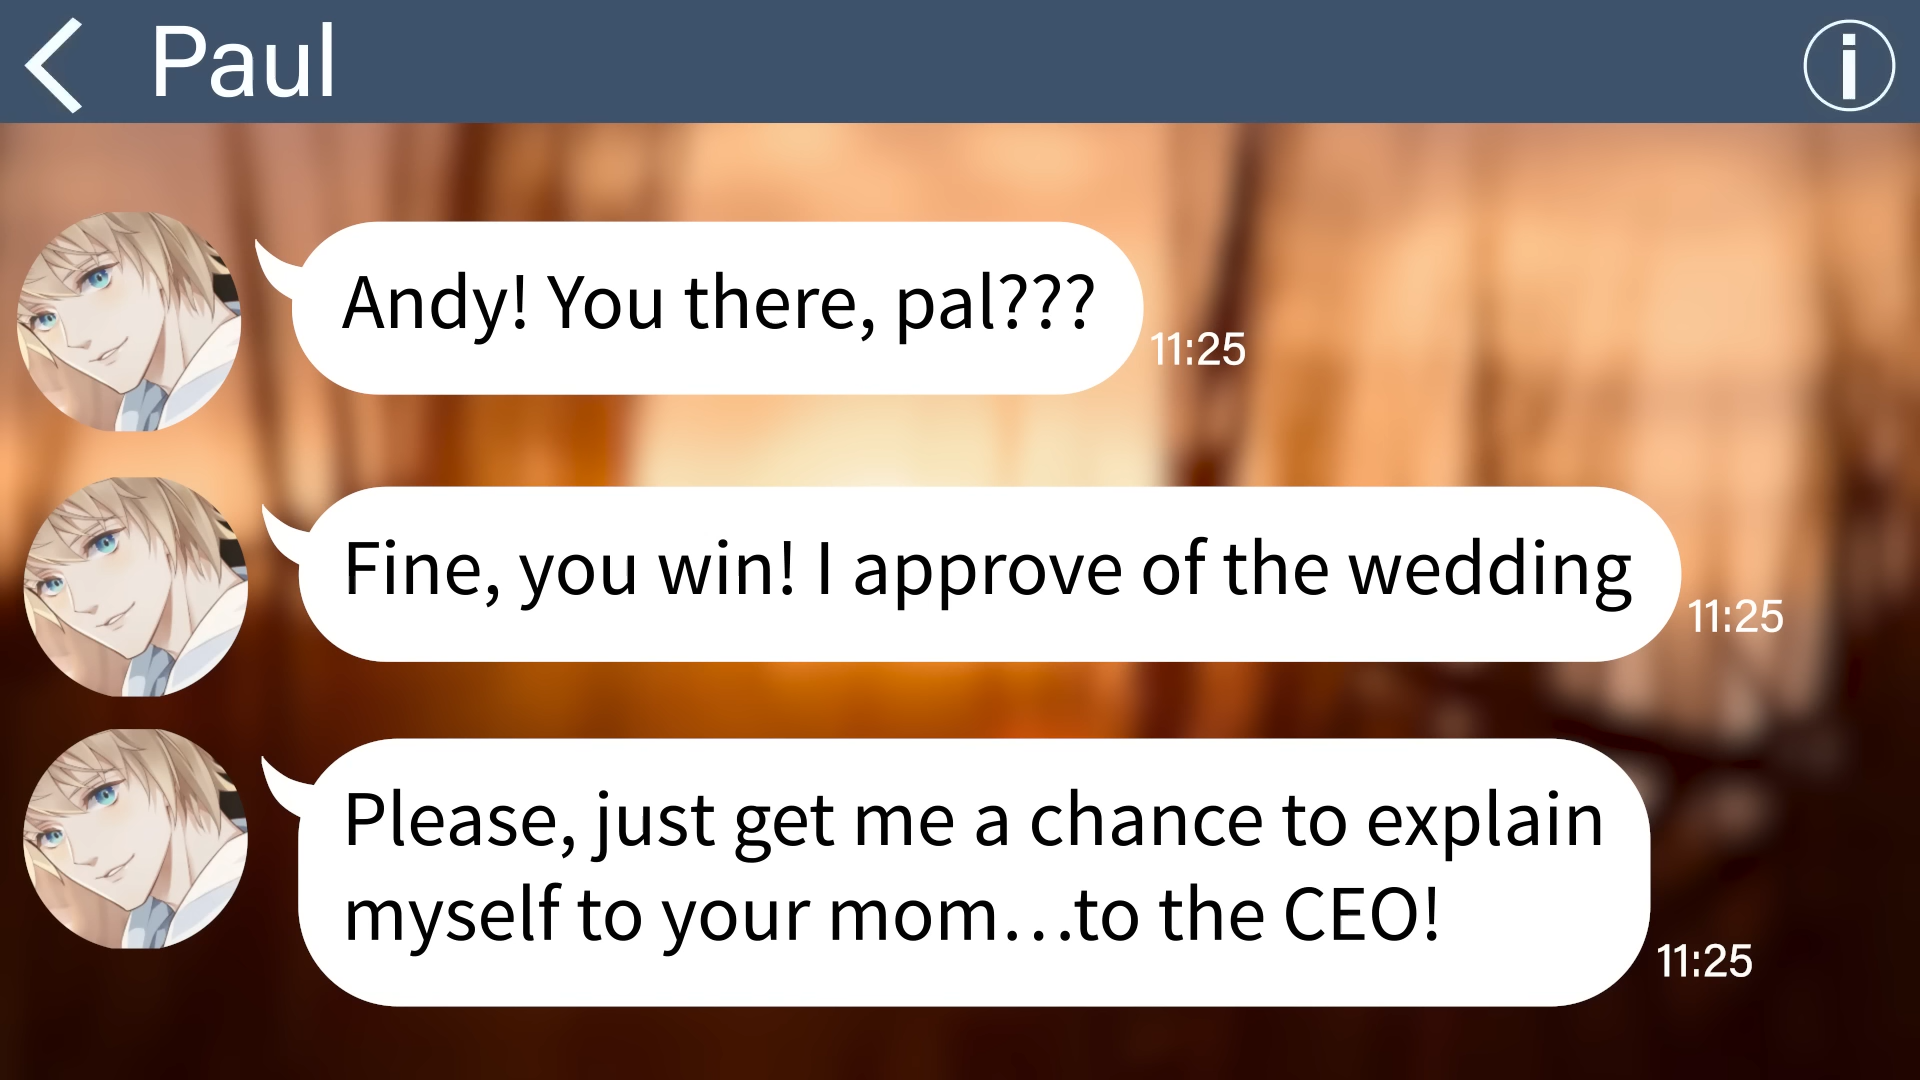 Paul
Andy! You there, pal???
11:25
Fine, you win! I approve of the wedding
11:25
Please, just get me a chance to explain
myself to your mom…to the CEO!
11:25